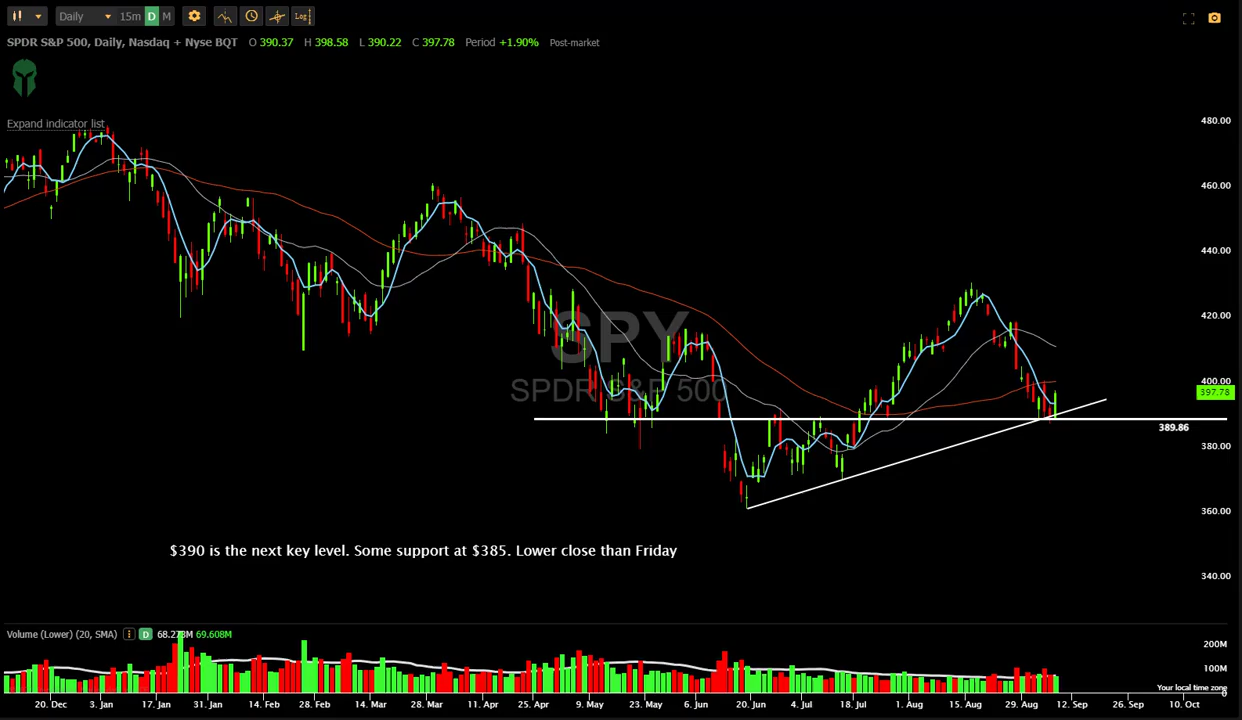 Daily 15m D M Log
SPDR S&P 500, Daily, Nasdaq + Nyse BQT O 390.37 H 398.58 L 390.22 C 397.78 Period +1.90% Post-market
Expand indicator list
480.00
460.00
440.00
420.00
400.00
397.78
389.86
380.00
360.00
340.00
SPY
SPDR S&P 500
$390 is the next key level. Some support at $385. Lower close than Friday
Volume (Lower) (20, SMA) D 68.273M 69.608M
200M
100M
Your local time zone
0
20. Dec 3. Jan 17. Jan 31. Jan 14. Feb 28. Feb 14. Mar 28. Mar 11. Apr 25. Apr 9. May 23. May 6. Jun 20. Jun 4. Jul 18. Jul 1. Aug 15. Aug 29. Aug 12. Sep 26. Sep 10. Oct